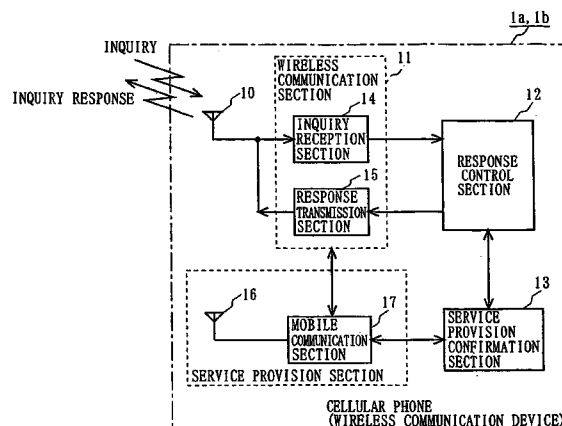 1a, 1b
INQUIRY
INQUIRY RESPONSE
10
WIRELESS
COMMUNICATION
SECTION
11
14
INQUIRY
RECEPTION
SECTION
12
RESPONSE
CONTROL
SECTION
15
RESPONSE
TRANSMISSION
SECTION
16
17
MOBILE
COMMUNICATION
SECTION
SERVICE PROVISION SECTION
13
SERVICE
PROVISION
CONFIRMATION
SECTION
CELLULAR PHONE
(WIRELESS COMMUNICATION DEVICE)